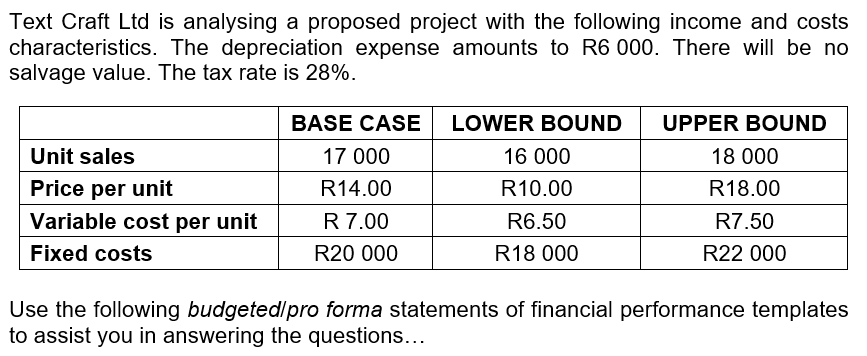 Text Craft Ltd is analysing a proposed project with the following income and costs
characteristics. The depreciation expense amounts to R6 000. There will be no
salvage value. The tax rate is 28%.
BASE CASE LOWER BOUND UPPER BOUND
Unit sales 17 000 16 000 18 000
Price per unit R14.00 R10.00 R18.00
Variable cost per unit R 7.00 R6.50 R7.50
Fixed costs R20 000 R18 000 R22 000
Use the following budgeted/pro forma statements of financial performance templates
to assist you in answering the questions…